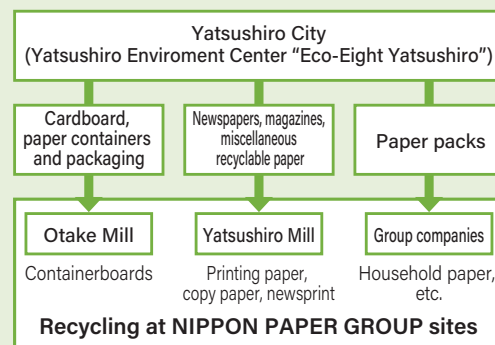 Yatsushiro City
(Yatsushiro Enviroment Center “Eco-Eight Yatsushiro”)
Cardboard,
paper containers
and packaging
Newspapers, magazines,
miscellaneous
recyclable paper
Paper packs
Otake Mill
Yatsushiro Mill
Group companies
Containerboards
Printing paper,
copy paper, newsprint
Household paper,
etc.
Recycling at NIPPON PAPER GROUP sites